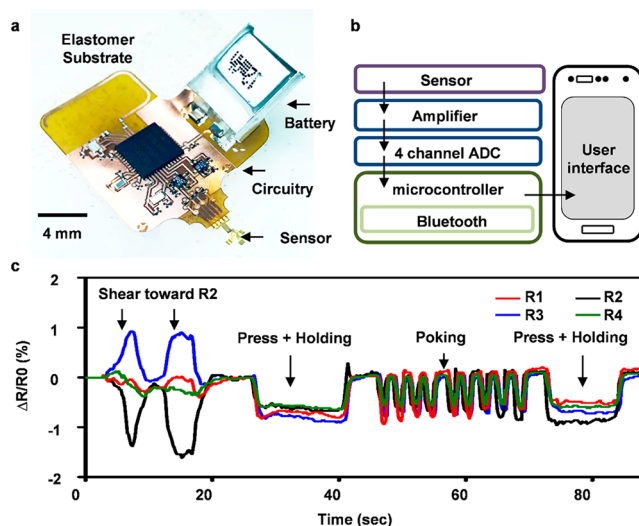 a
Elastomer
Substrate
Battery
Circuitry
4 mm
Sensor
b
Sensor
Amplifier
4 channel ADC
microcontroller
Bluetooth
User
interface
c
ΔR/R0 (%)
2
1
0
-1
-2
Shear toward R2
Press + Holding
Poking
Press + Holding
R1
R2
R3
R4
0
20
40
60
80
Time (sec)